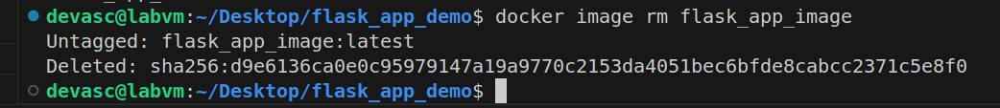 devasc@labvm:~/Desktop/flask_app_demo$ docker image rm flask_app_image
Untagged: flask_app_image:latest
Deleted: sha256:d9e6136ca0e0c95979147a19a9770c2153da4051bec6bfde8cabcc2371c5e8f0
devasc@labvm:~/Desktop/flask_app_demo$